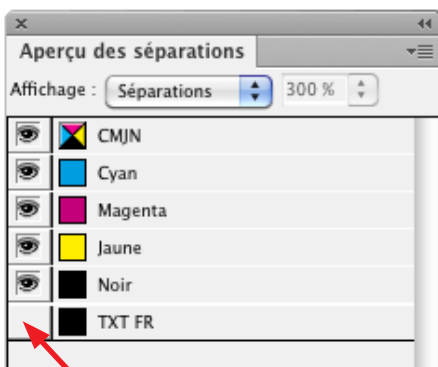 Aperçu des séparations
Affichage : Séparations 300 %
CMJN
Cyan
Magenta
Jaune
Noir
TXT FR